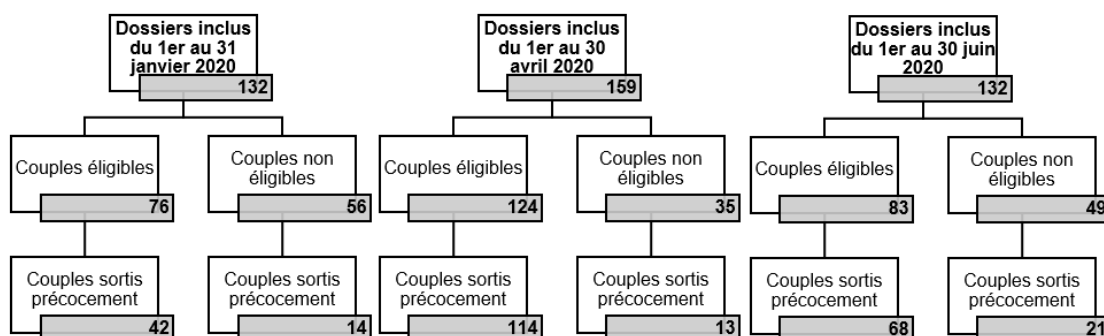 Dossiers inclus
du 1er au 31
janvier 2020
132
Dossiers inclus
du 1er au 30
avril 2020
159
Dossiers inclus
du 1er au 30 juin
2020
132
Couples éligibles
76
Couples non
éligibles
56
Couples éligibles
124
Couples non
éligibles
35
Couples éligibles
83
Couples non
éligibles
49
Couples sortis
précocement
42
Couples sortis
précocement
14
Couples sortis
précocement
114
Couples sortis
précocement
13
Couples sortis
précocement
68
Couples sortis
précocement
21